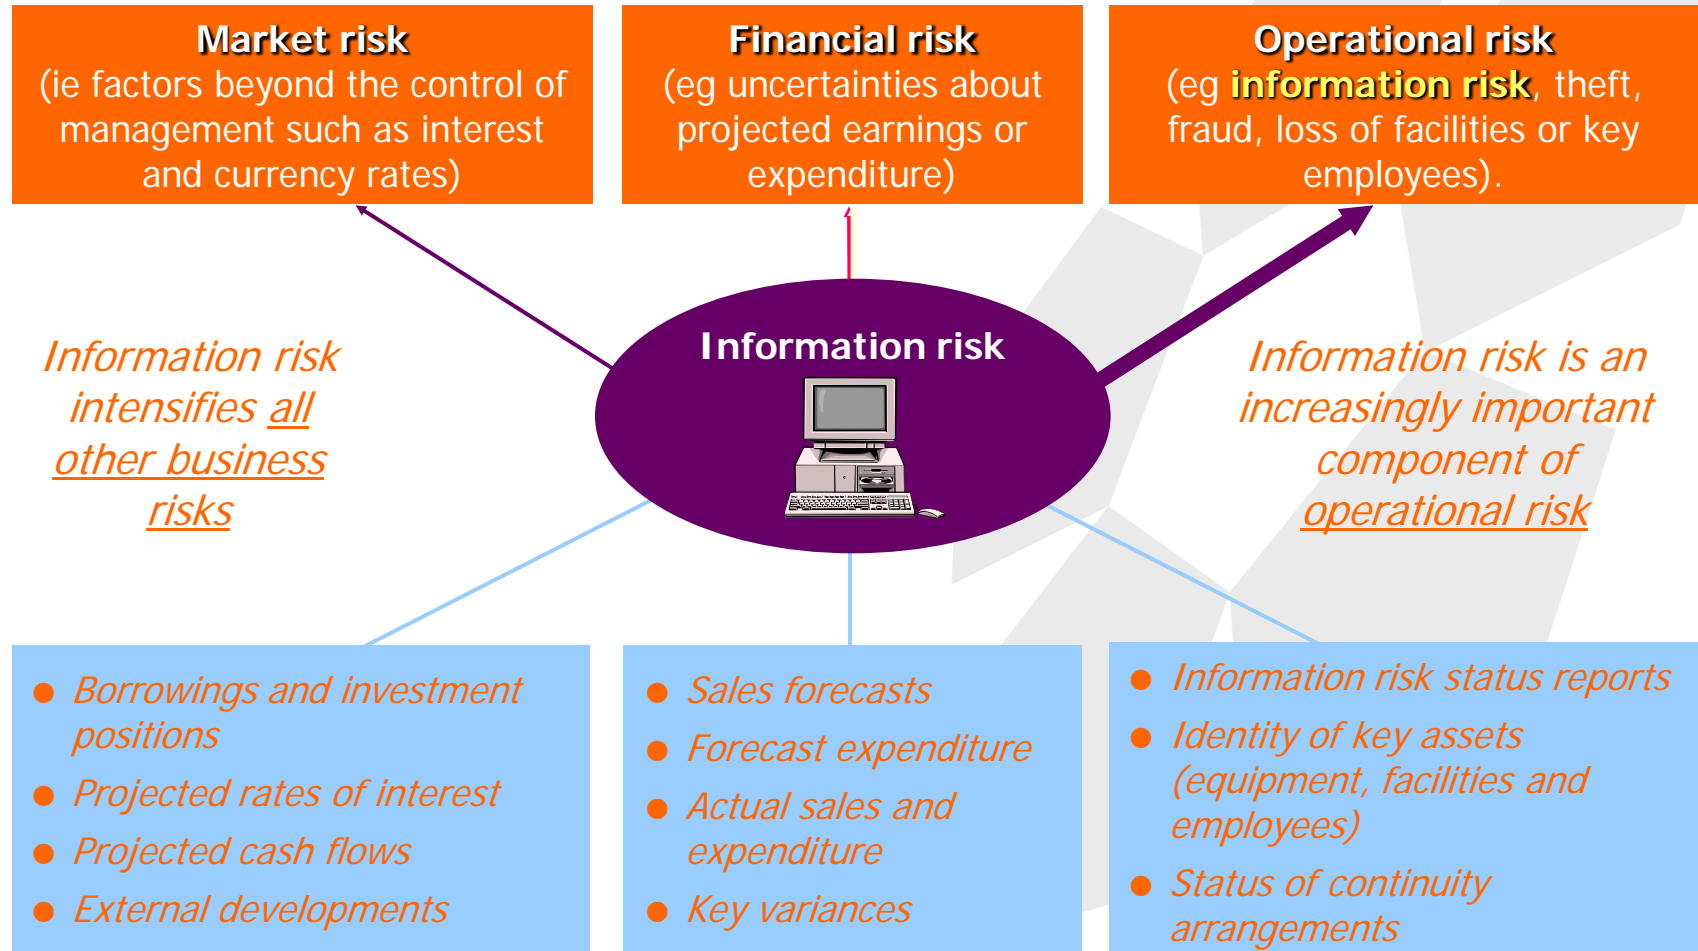 Market risk
(ie factors beyond the control of
management such as interest
and currency rates)
Financial risk
(eg uncertainties about
projected earnings or
expenditure)
Operational risk
(eg information risk, theft,
fraud, loss of facilities or key
employees).
Information risk
intensifies all
other business
risks
Information risk
Information risk is an
increasingly important
component of
operational risk
● Borrowings and investment
positions
● Projected rates of interest
● Projected cash flows
● External developments
● Sales forecasts
● Forecast expenditure
● Actual sales and
expenditure
● Key variances
● Information risk status reports
● Identity of key assets
(equipment, facilities and
employees)
● Status of continuity
arrangements